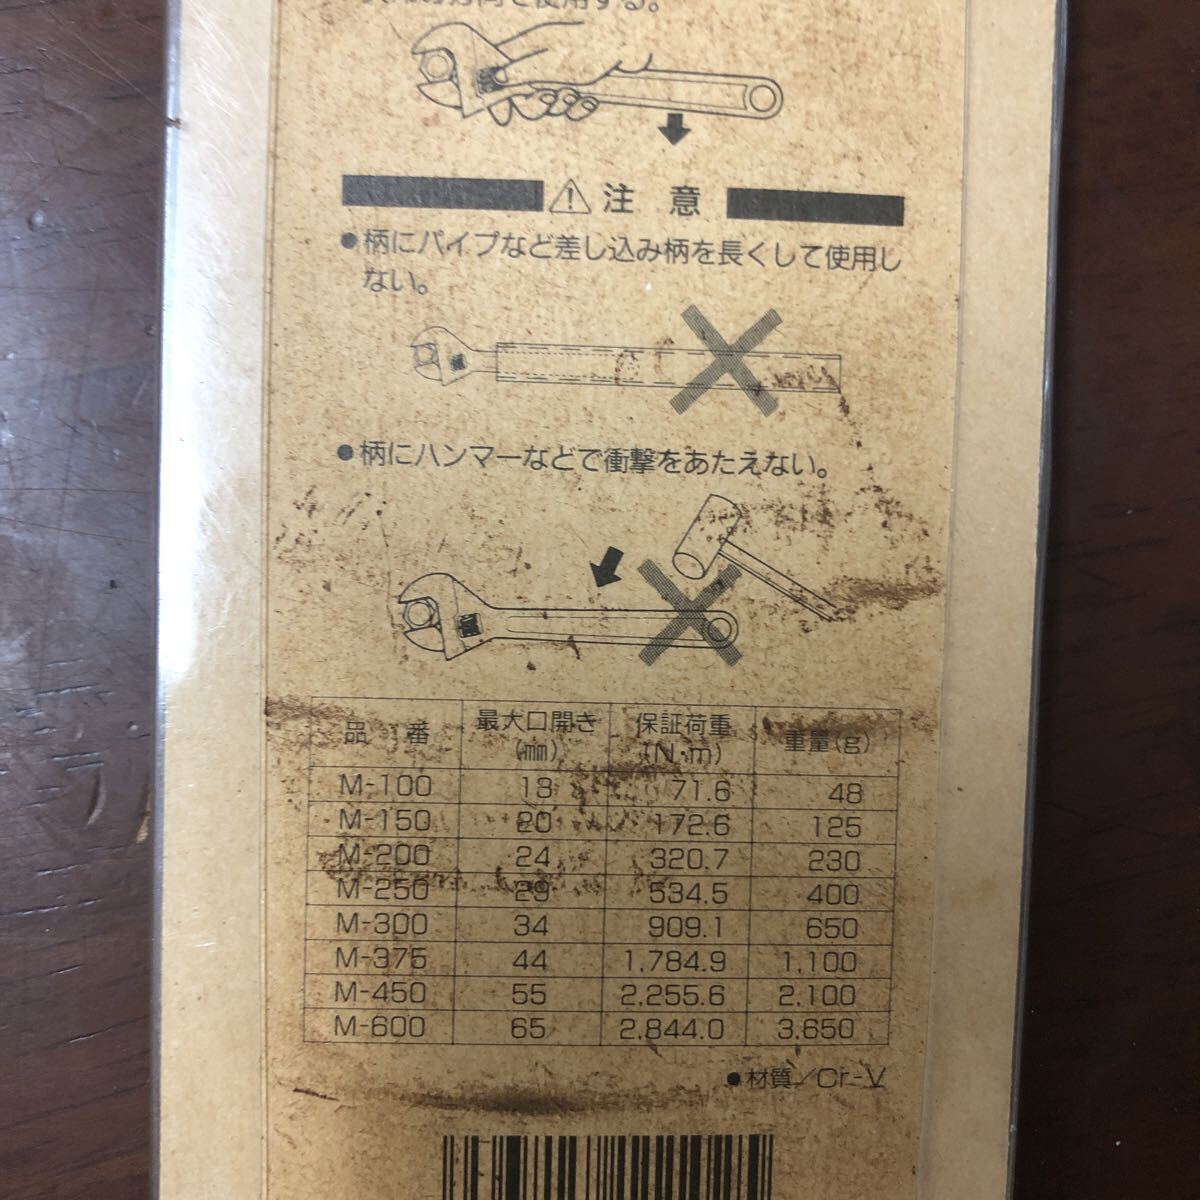 を使用する。
注 意
●柄にパイプなど差し込み柄を長くして使用し
ない。
●柄にハンマーなどで衝撃をあたえない。
品 番 最大口開き(mm) 保証荷重(N·m) 重量(g)
M-100 13 71.6 48
M-150 20 172.6 125
M-200 24 320.7 230
M-250 29 534.5 400
M-300 34 909.1 650
M-375 44 1,784.9 1,100
M-450 55 2,255.6 2,100
M-600 65 2,844.0 3,650
●材質/Cr-V